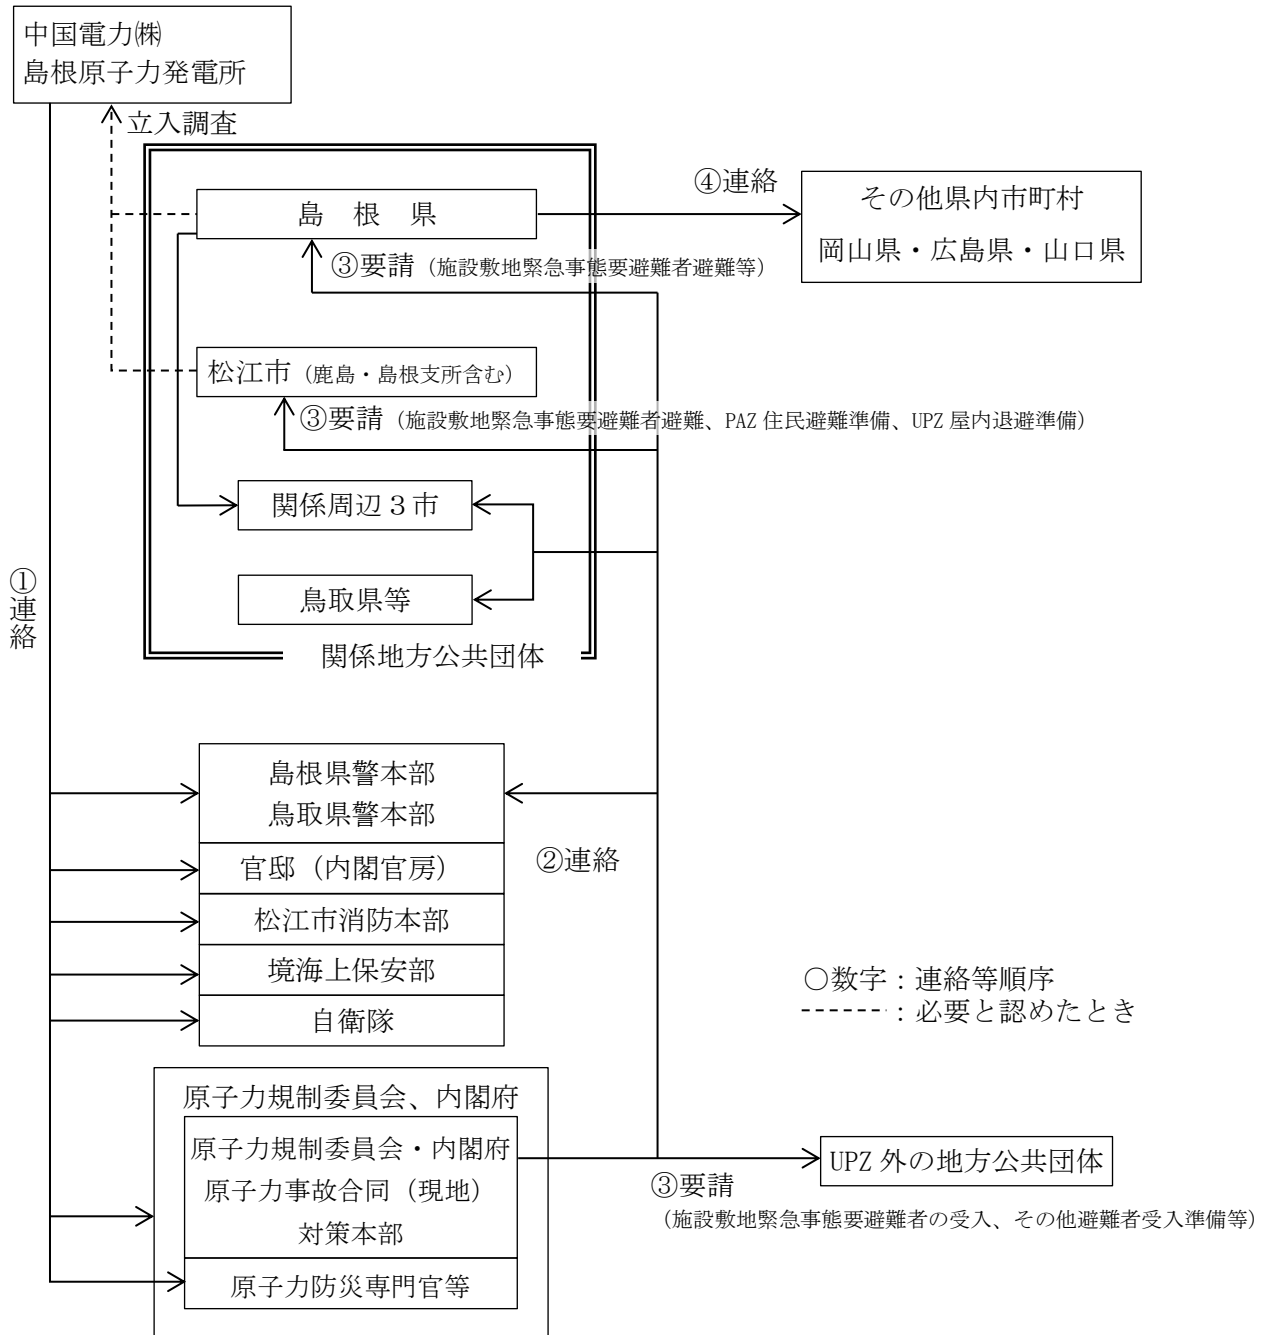 中国電力㈱
島根原子力発電所
立入調査
島 根 県
④連絡
その他県内市町村
岡山県・広島県・山口県
③要請（施設敷地緊急事態要避難者避難等）
松江市（鹿島・島根支所含む）
③要請（施設敷地緊急事態要避難者避難、PAZ 住民避難準備、UPZ 屋内退避準備）
関係周辺３市
鳥取県等
関係地方公共団体
①連絡
島根県警本部
鳥取県警本部
官邸（内閣官房）
②連絡
松江市消防本部
境海上保安部
自衛隊
○数字：連絡等順序
-------：必要と認めたとき
原子力規制委員会、内閣府
原子力規制委員会・内閣府
原子力事故合同（現地）
対策本部
原子力防災専門官等
UPZ 外の地方公共団体
③要請
（施設敷地緊急事態要避難者の受入、その他避難者受入準備等）